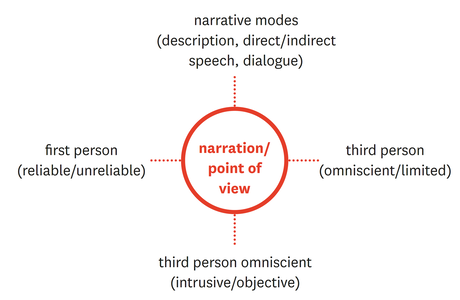 narrative modes
(description, direct/indirect
speech, dialogue)
first person
(reliable/unreliable)
narration/
point of
view
third person
(omniscient/limited)
third person omniscient
(intrusive/objective)